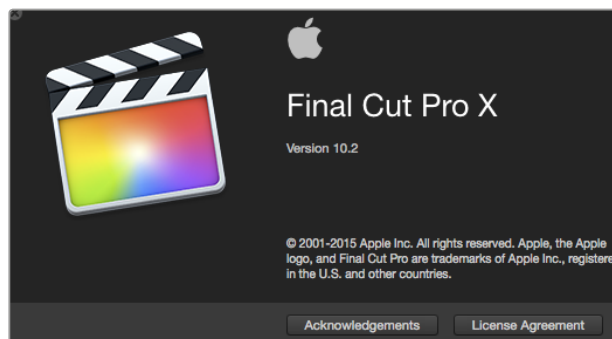 Final Cut Pro X
Version 10.2
© 2001-2015 Apple Inc. All rights reserved. Apple, the Apple
logo, and Final Cut Pro are trademarks of Apple Inc., registere
in the U.S. and other countries.
Acknowledgements
License Agreement